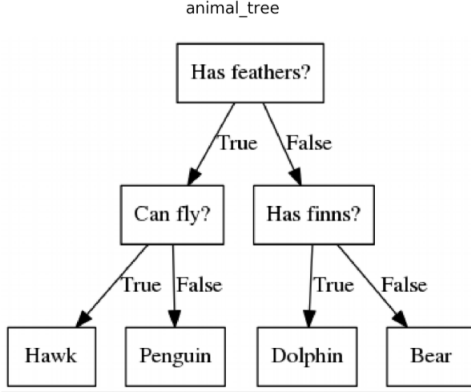 animal_tree
Has feathers?
True
False
Can fly?
Has finns?
True
False
True
False
Hawk
Penguin
Dolphin
Bear